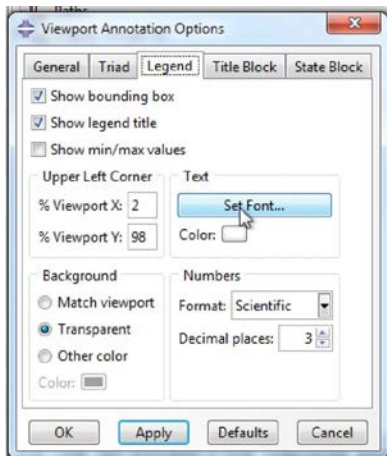 Viewport Annotation Options
General Triad Legend Title Block State Block
Show bounding box
Show legend title
Show min/max values
Upper Left Corner
% Viewport X: 2
% Viewport Y: 98
Text
Set Font...
Color:
Background
Match viewport
Transparent
Other color
Color:
Numbers
Format: Scientific
Decimal places: 3
OK Apply Defaults Cancel